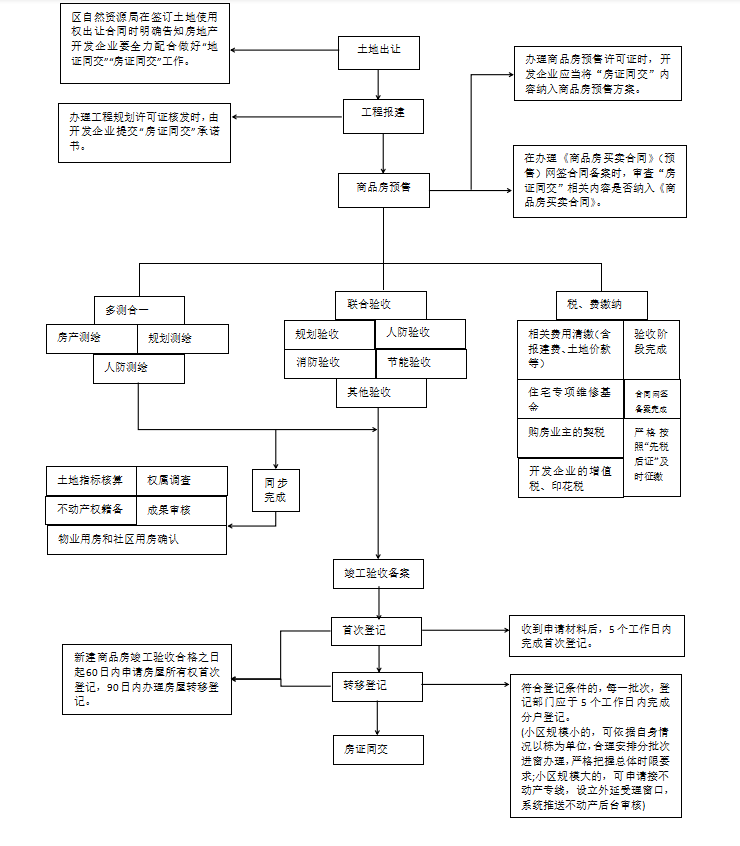 区自然资源局在签订土地使用
权出让合同时明确告知房地产
开发企业要全力配合做好“地
证同交”“房证同交”工作。
土地出让
办理商品房预售许可证时，开
发企业应当将“房证同交”内
容纳入商品房预售方案。
办理工程规划许可证核发时，由
开发企业提交“房证同交”承诺
书。
工程报建
在办理《商品房买卖合同》（预
售）网签合同备案时，审查“房
证同交”相关内容是否纳入《商
品房买卖合同》。
商品房预售
多测合一
房产测绘
规划测绘
人防测绘
联合验收
规划验收
人防验收
消防验收
节能验收
其他验收
税、费缴纳
相关费用清缴(含
报建费、土地价款
等)
验收阶
段完成
住宅专项维修基
金
合同网签
备案完成
购房业主的契税
严格按
照“先税
后证”及
时征缴
开发企业的增值
税、印花税
土地指标核算
权属调查
不动产权籍备
成果审核
物业用房和社区用房确认
同步
完成
竣工验收备案
首次登记
收到申请材料后，5 个工作日内
完成首次登记。
新建商品房竣工验收合格之日
起60日内申请房屋所有权首次
登记，90日内办理房屋转移登
记。
转移登记
符合登记条件的，每一批次，登
记部门应于 5 个工作日内完成
分户登记。
(小区规模小的，可依据自身情
况以栋为单位，合理安排分批次
进窗办理，严格把握总体时限要
求;小区规模大的，可申请接不
动产专线，设立外延受理窗口，
系统推送不动产后台审核)
房证同交